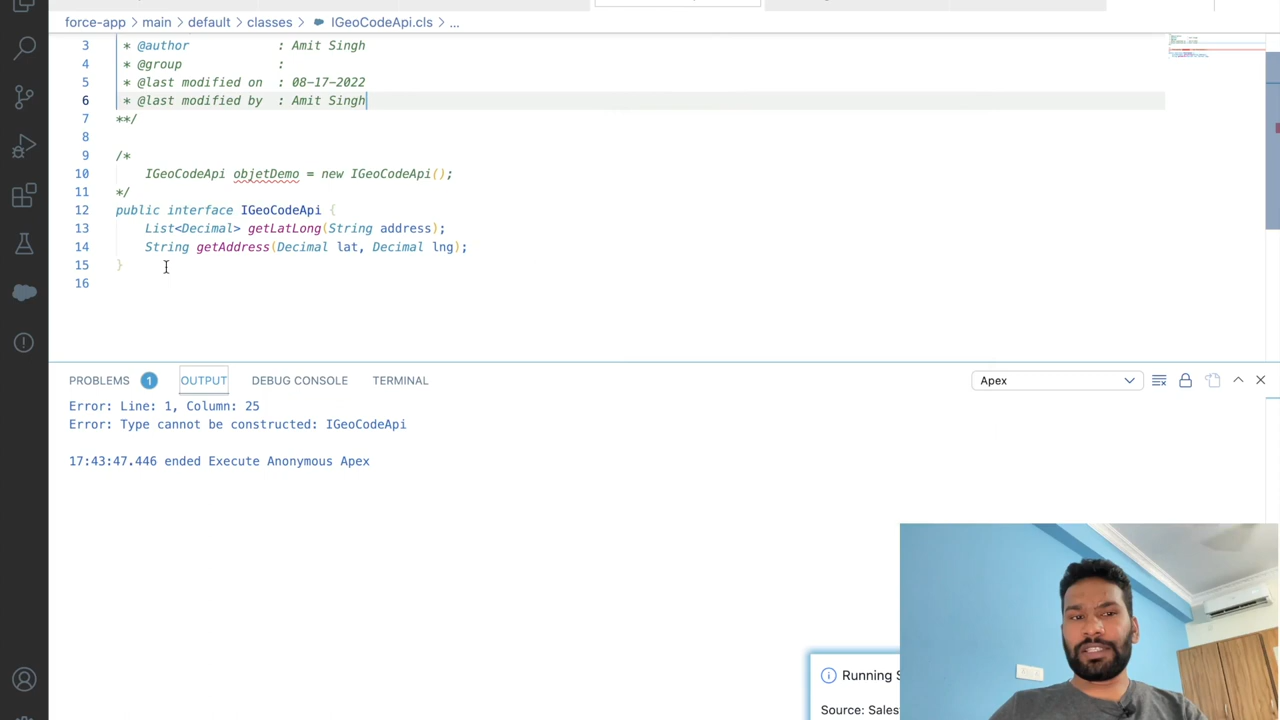 force-app > main > default > classes > IGeoCodeApi.cls > ...
3 * @author : Amit Singh
4 * @group :
5 * @last modified on : 08-17-2022
6 * @last modified by : Amit Singh
7 **/
8
9 /*
10 IGeoCodeApi objetDemo = new IGeoCodeApi();
11 */
12 public interface IGeoCodeApi {
13 List<Decimal> getLatLong(String address);
14 String getAddress(Decimal lat, Decimal lng);
15 }
16
PROBLEMS 1 OUTPUT DEBUG CONSOLE TERMINAL Apex
Error: Line: 1, Column: 25
Error: Type cannot be constructed: IGeoCodeApi
17:43:47.446 ended Execute Anonymous Apex
Running
Source: Sales